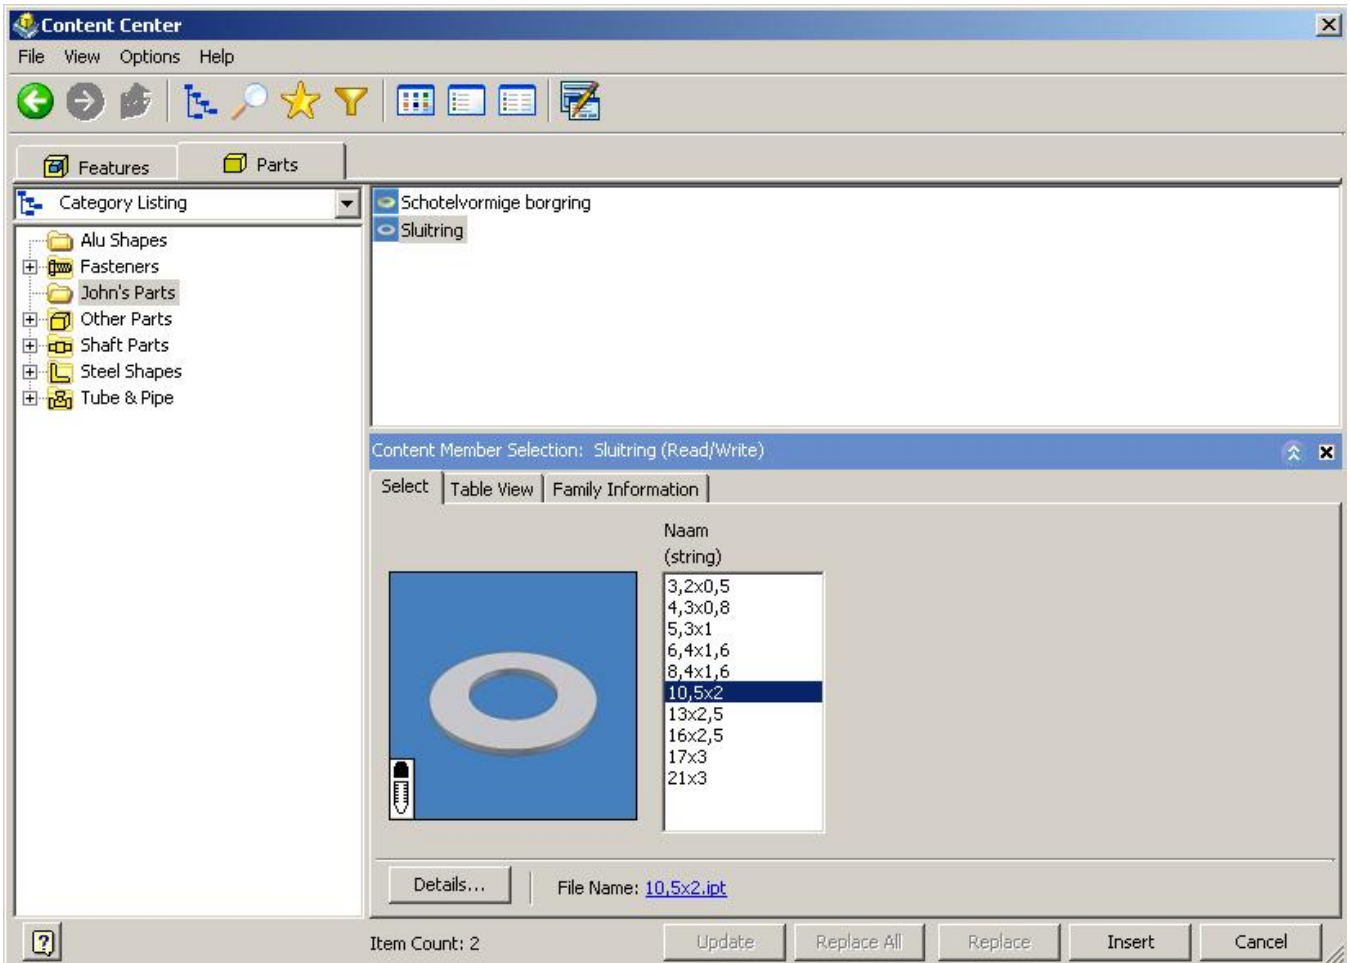 Content Center
File View Options Help
Features Parts
Category Listing
Alu Shapes
Fasteners
John's Parts
Other Parts
Shaft Parts
Steel Shapes
Tube & Pipe
Schotelvormige borgring
Sluitring
Content Member Selection: Sluitring (Read/Write)
Select Table View Family Information
Naam
(string)
3,2x0,5
4,3x0,8
5,3x1
6,4x1,6
8,4x1,6
10,5x2
13x2,5
16x2,5
17x3
21x3
Details... File Name: 10,5x2.ipt
Item Count: 2 Update Replace All Replace Insert Cancel